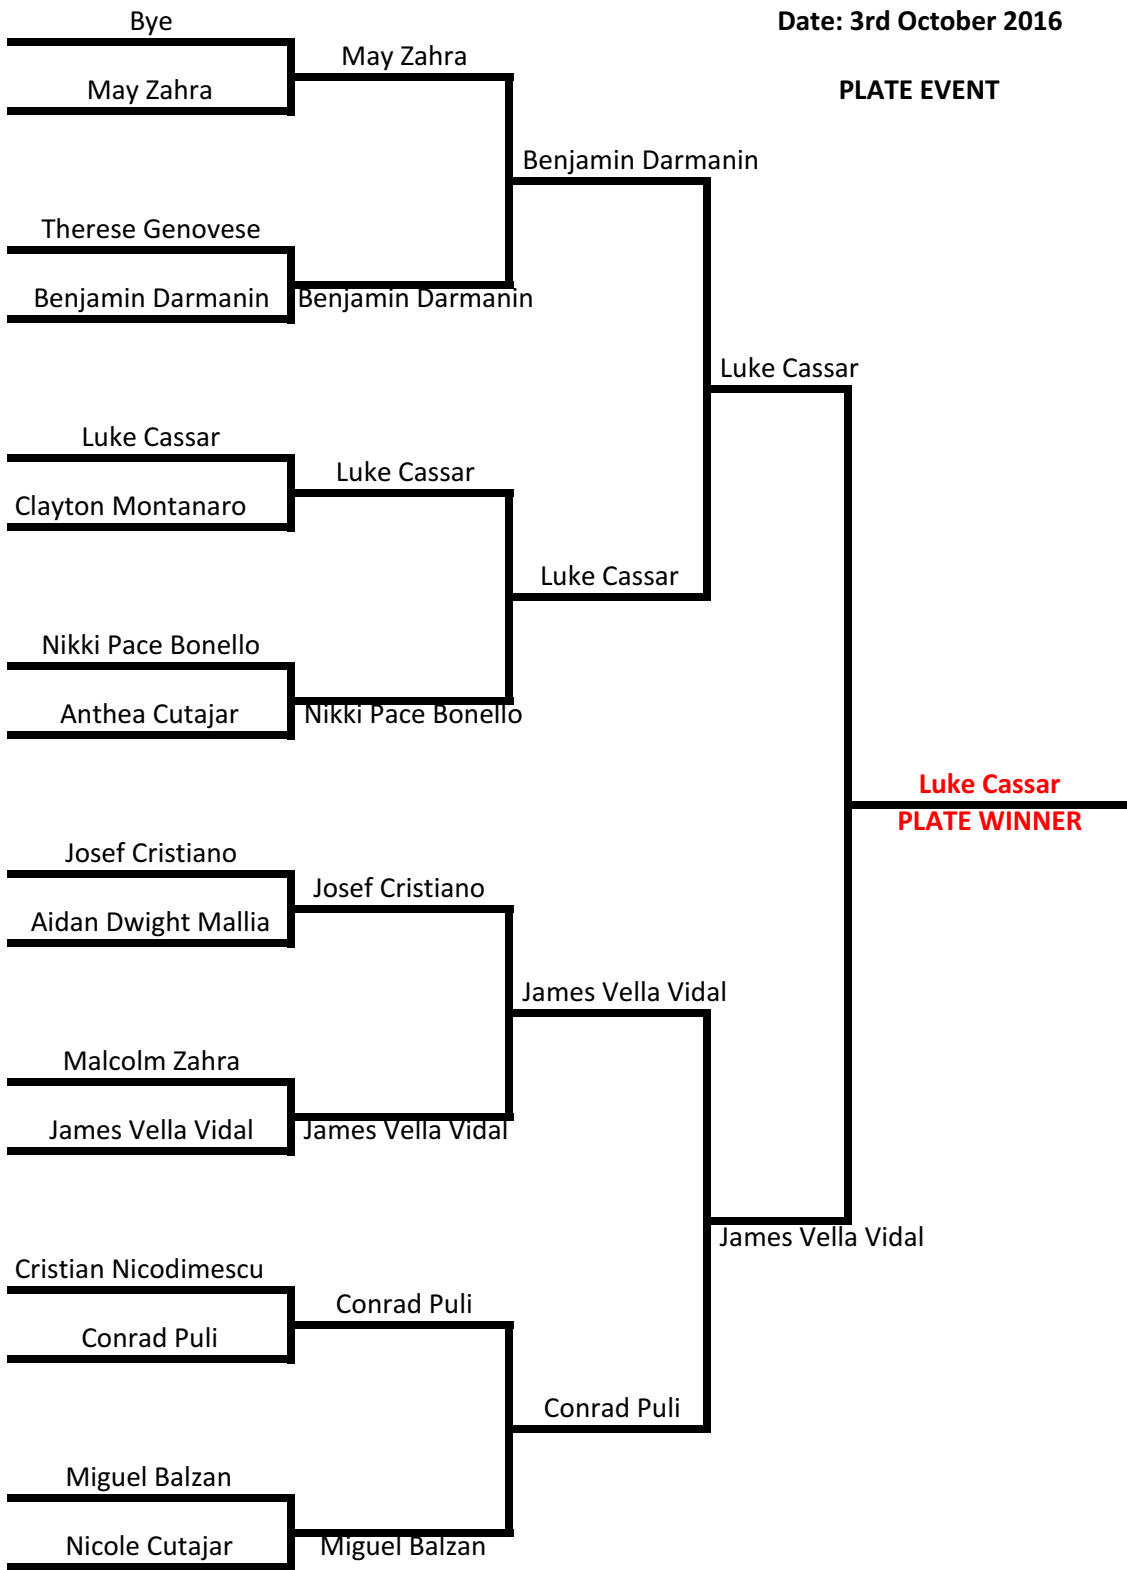 Bye
Date: 3rd October 2016
May Zahra
May Zahra
PLATE EVENT
Benjamin Darmanin
Therese Genovese
Benjamin Darmanin
Benjamin Darmanin
Luke Cassar
Luke Cassar
Luke Cassar
Clayton Montanaro
Luke Cassar
Nikki Pace Bonello
Anthea Cutajar
Nikki Pace Bonello
Luke Cassar
PLATE WINNER
Josef Cristiano
Josef Cristiano
Aidan Dwight Mallia
James Vella Vidal
Malcolm Zahra
James Vella Vidal
James Vella Vidal
James Vella Vidal
Cristian Nicodimescu
Conrad Puli
Conrad Puli
Conrad Puli
Miguel Balzan
Nicole Cutajar
Miguel Balzan